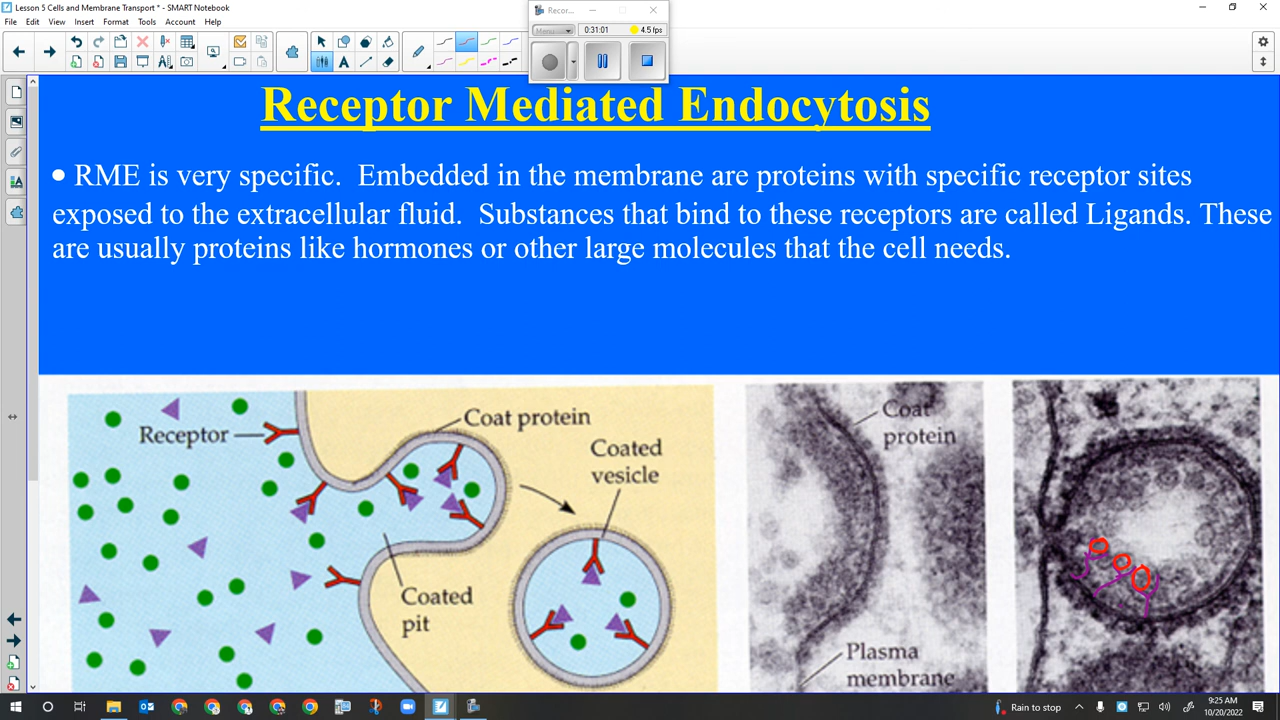 Lesson 5 Cells and Membrane Transport * - SMART Notebook
Recor...
File Edit View Insert Format Tools Account Help
Menu
0:31:01
4.5 fps
Receptor Mediated Endocytosis
• RME is very specific.  Embedded in the membrane are proteins with specific receptor sites
exposed to the extracellular fluid.  Substances that bind to these receptors are called Ligands. These
are usually proteins like hormones or other large molecules that the cell needs.
Receptor
Coat protein
Coated
vesicle
Coated
pit
Coat
protein
Plasma
membrane
Rain to stop
9:25 AM
10/20/2022